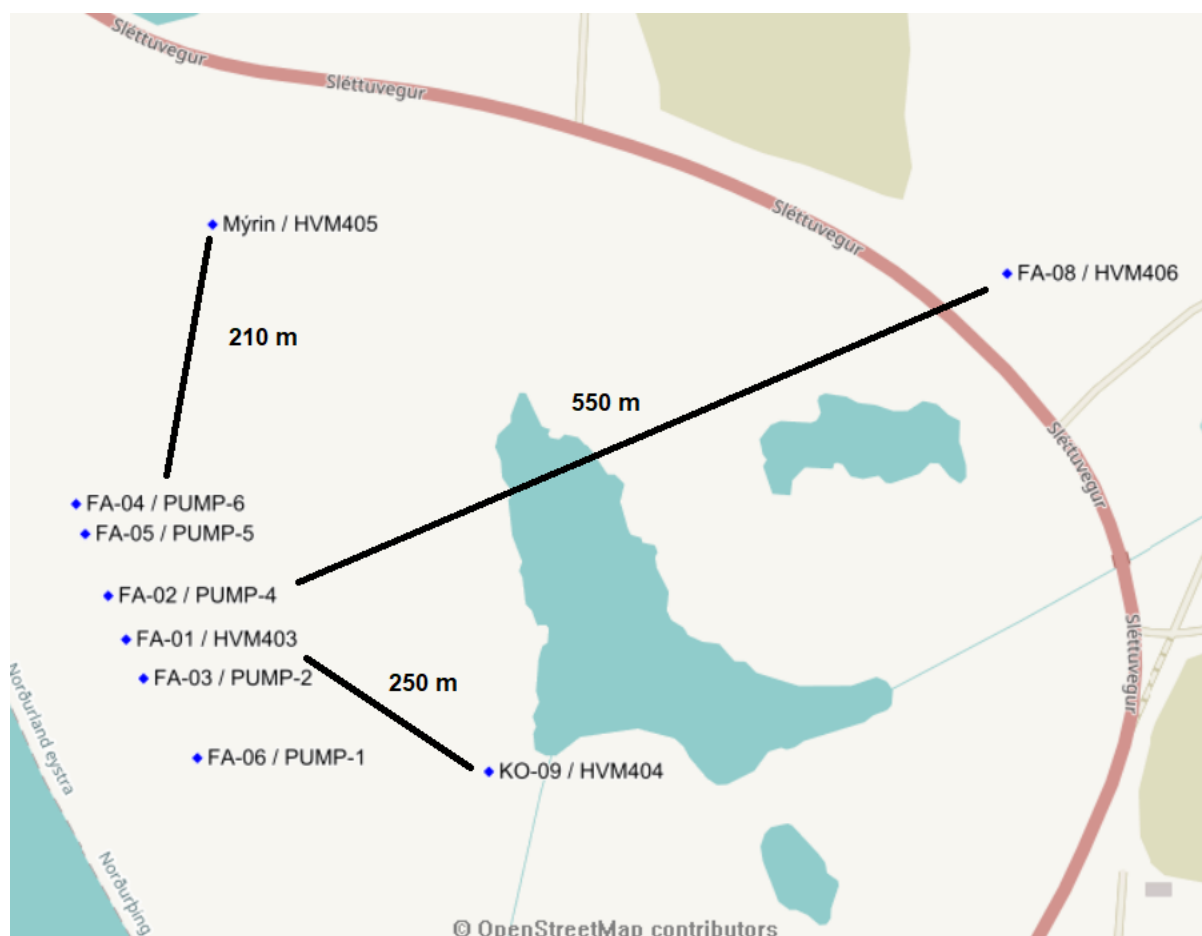 Sléttuvegur
Sléttuvegur
Sléttuvegur
Mýrin / HVM405
FA-08 / HVM406
210 m
550 m
Sléttuvegur
FA-04 / PUMP-6
FA-05 / PUMP-5
FA-02 / PUMP-4
FA-01 / HVM403
Sléttuvegur
FA-03 / PUMP-2
250 m
Norðurland eystra
FA-06 / PUMP-1
KO-09 / HVM404
Norðurþing
© OpenStreetMap contributors